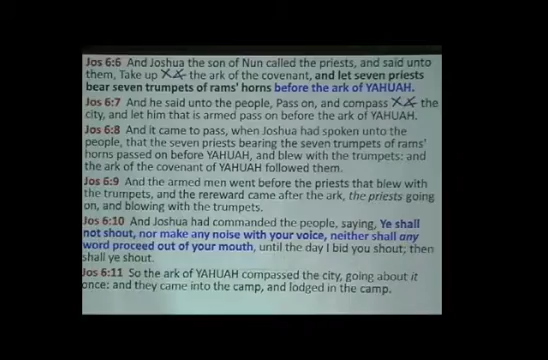 Jos 6:6 And Joshua the son of Nun called the priests, and said unto
them, Take up 𐤗𐤀 the ark of the covenant, and let seven priests
bear seven trumpets of rams' horns before the ark of YAHUAH.
Jos 6:7 And he said unto the people, Pass on, and compass 𐤗𐤀 the
city, and let him that is armed pass on before the ark of YAHUAH.
Jos 6:8 And it came to pass, when Joshua had spoken unto the
people, that the seven priests bearing the seven trumpets of rams'
horns passed on before YAHUAH, and blew with the trumpets: and
the ark of the covenant of YAHUAH followed them.
Jos 6:9 And the armed men went before the priests that blew with
the trumpets, and the rereward came after the ark, the priests going
on, and blowing with the trumpets.
Jos 6:10 And Joshua had commanded the people, saying, Ye shall
not shout, nor make any noise with your voice, neither shall any
word proceed out of your mouth, until the day I bid you shout; then
shall ye shout.
Jos 6:11 So the ark of YAHUAH compassed the city, going about it
once: and they came into the camp, and lodged in the camp.